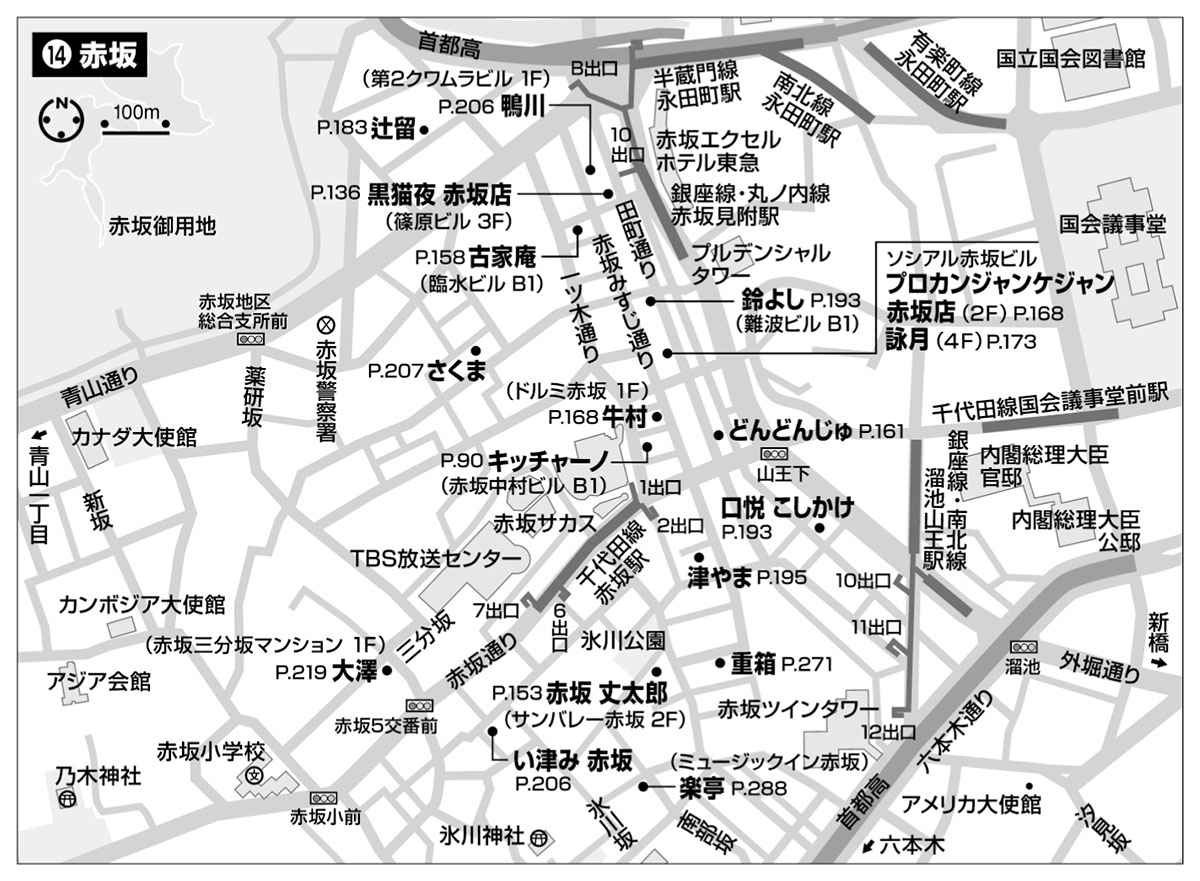 ⑭ 赤坂
N
100m
首都高
B出口
半蔵門線
永田町駅
南北線
永田町駅
有楽町線
永田町駅
国立国会図書館
(第2クワムラビル 1F)
P.206 鴨川
P.183 辻留
10
出口
赤坂エクセル
ホテル東急
P.136 黒猫夜 赤坂店
(篠原ビル 3F)
銀座線・丸ノ内線
赤坂見附駅
赤坂御用地
田町通り
赤坂みすじ通り
一ツ木通り
国会議事堂
P.158 古家庵
(臨水ビル B1)
プルデンシャル
タワー
ソシアル赤坂ビル
プロカンジャンケジャン
赤坂店 (2F) P.168
詠月 (4F) P.173
鈴よし P.193
(難波ビル B1)
赤坂地区
総合支所前
赤坂警察署
薬研坂
P.207 さくま
青山通り
(ドルミ赤坂 1F)
P.168 牛村
千代田線国会議事堂前駅
カナダ大使館
青山一丁目
新坂
どんどんじゅ P.161
山王下
P.90 キッチャーノ
(赤坂中村ビル B1)
1出口
銀座線・南北線
溜池山王駅
内閣総理大臣
官邸
内閣総理大臣
公邸
赤坂サカス
2出口
口悦 こしかけ
P.193
TBS放送センター
千代田線
赤坂駅
津やま P.195
10出口
カンボジア大使館
7出口
6出口
11出口
新橋
(赤坂三分坂マンション 1F)
P.219 大澤
三分坂
赤坂通り
氷川公園
重箱 P.271
溜池
外堀通り
アジア会館
P.153 赤坂 丈太郎
(サンバレー赤坂 2F)
赤坂ツインタワー
12出口
六本木通り
赤坂5交番前
赤坂小学校
文
い津み 赤坂
P.206
(ミュージックイン赤坂)
楽亭 P.288
乃木神社
赤坂小前
氷川神社
氷川坂
南部坂
首都高
アメリカ大使館
汐見坂
六本木